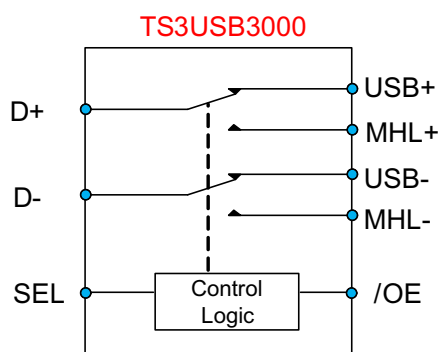 TS3USB3000
D+
USB+
MHL+
D-
USB-
MHL-
SEL
Control
Logic
/OE